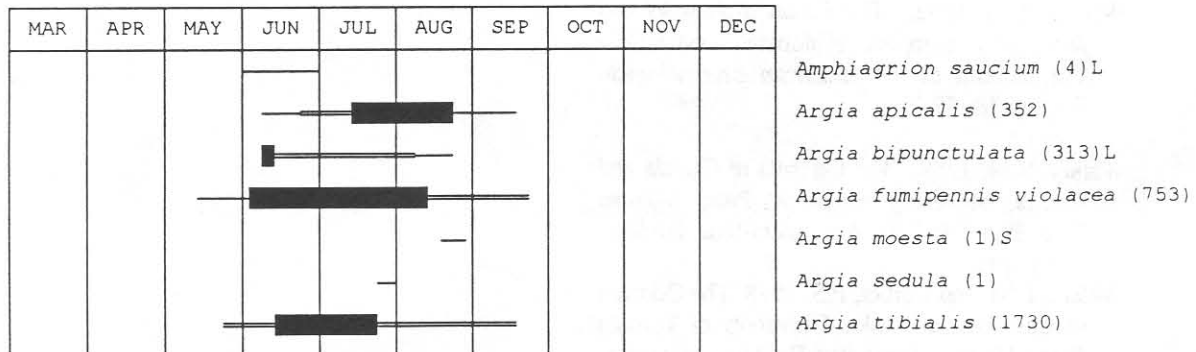 MAR APR MAY JUN JUL AUG SEP OCT NOV DEC
Amphiagrion saucium (4)L
Argia apicalis (352)
Argia bipunctulata (313)L
Argia fumipennis violacea (753)
Argia moesta (1)S
Argia sedula (1)
Argia tibialis (1730)